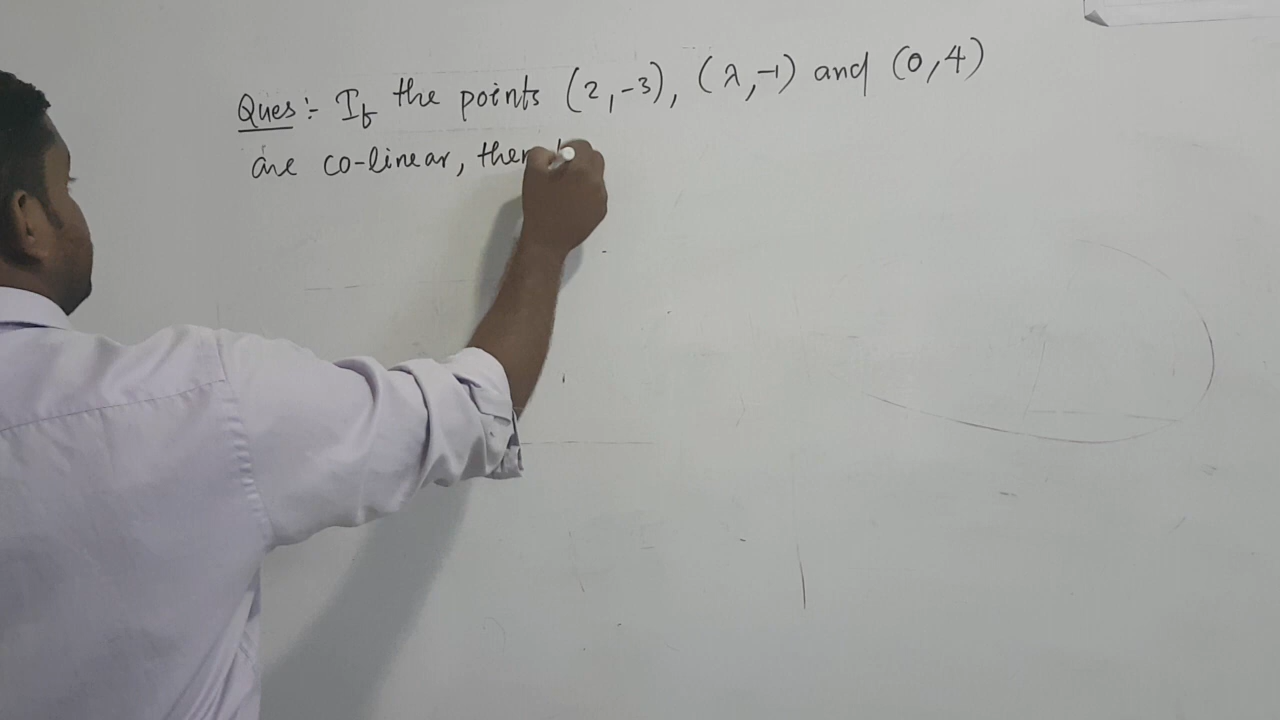 Ques :- If the points (2,-3), (λ,-1) and (0,4)
are co-linear, then